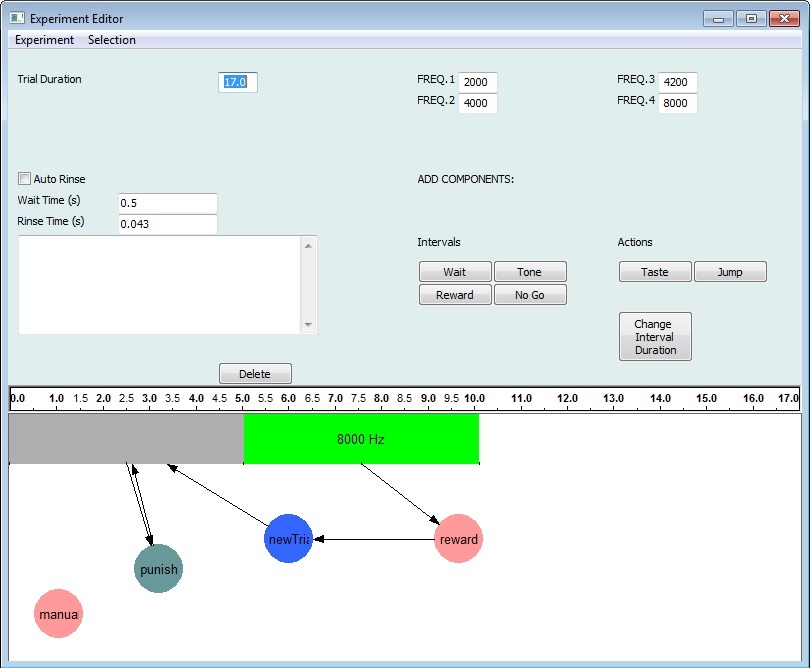 Experiment Editor
Experiment Selection
Trial Duration 17.0 FREQ.1 2000 FREQ.3 4200
FREQ.2 4000 FREQ.4 8000
Auto Rinse ADD COMPONENTS:
Wait Time (s) 0.5
Rinse Time (s) 0.043
Intervals Actions
Wait Tone Taste Jump
Reward No Go
Change
Interval
Duration
Delete
0.0 1.0 1.5 2.0 2.5 3.0 3.5 4.0 4.5 5.0 5.5 6.0 6.5 7.0 7.5 8.0 8.5 9.0 9.5 10.0 11.0 12.0 13.0 14.0 15.0 16.0 17.0
8000 Hz
newTria reward
punish
manua